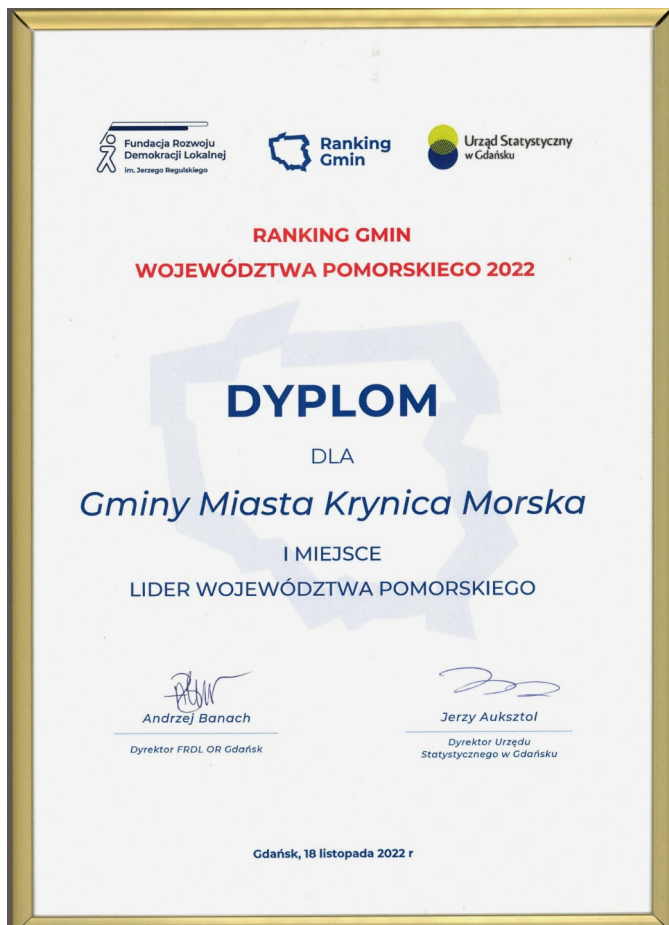 Fundacja Rozwoju
Demokracji Lokalnej
im. Jerzego Regulskiego
Ranking
Gmin
Urząd Statystyczny
w Gdańsku
RANKING GMIN
WOJEWÓDZTWA POMORSKIEGO 2022
DYPLOM
DLA
Gminy Miasta Krynica Morska
I MIEJSCE
LIDER WOJEWÓDZTWA POMORSKIEGO
Andrzej Banach
Dyrektor FRDL OR Gdańsk
Jerzy Auksztol
Dyrektor Urzędu
Statystycznego w Gdańsku
Gdańsk, 18 listopada 2022 r